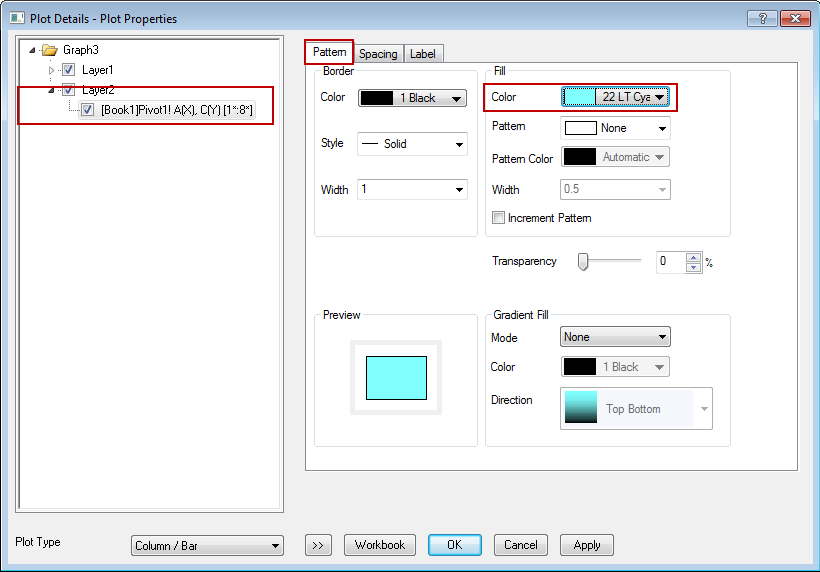 Plot Details - Plot Properties
?
Graph3
Layer1
Layer2
[Book1]Pivot1! A(X), C(Y) [1*:8*]
Pattern Spacing Label
Border
Color 1 Black
Style Solid
Width 1
Fill
Color 22 LT Cya
Pattern None
Pattern Color Automatic
Width 0.5
Increment Pattern
Transparency 0 %
Preview
Gradient Fill
Mode None
Color 1 Black
Direction Top Bottom
Plot Type Column / Bar >> Workbook OK Cancel Apply